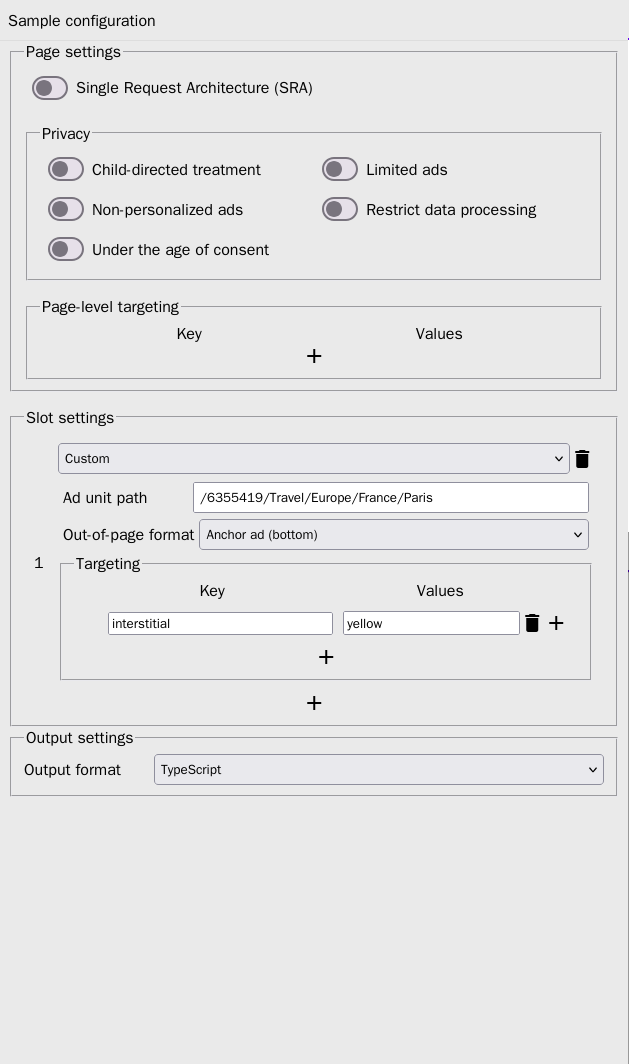 Sample configuration
Page settings
Single Request Architecture (SRA)
Privacy
Child-directed treatment
Limited ads
Non-personalized ads
Restrict data processing
Under the age of consent
Page-level targeting
Key Values
+
Slot settings
Custom
Ad unit path /6355419/Travel/Europe/France/Paris
Out-of-page format Anchor ad (bottom)
1
Targeting
Key Values
interstitial yellow +
+
+
Output settings
Output format TypeScript